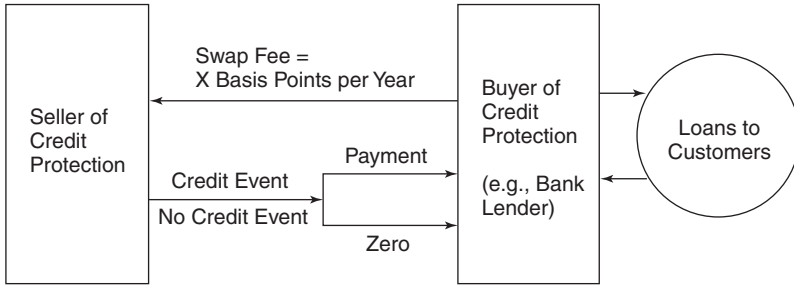 Swap Fee =
X Basis Points per Year
Seller of
Credit
Protection
Buyer of
Credit
Protection
(e.g., Bank
Lender)
Loans to
Customers
Payment
Credit Event
No Credit Event
Zero